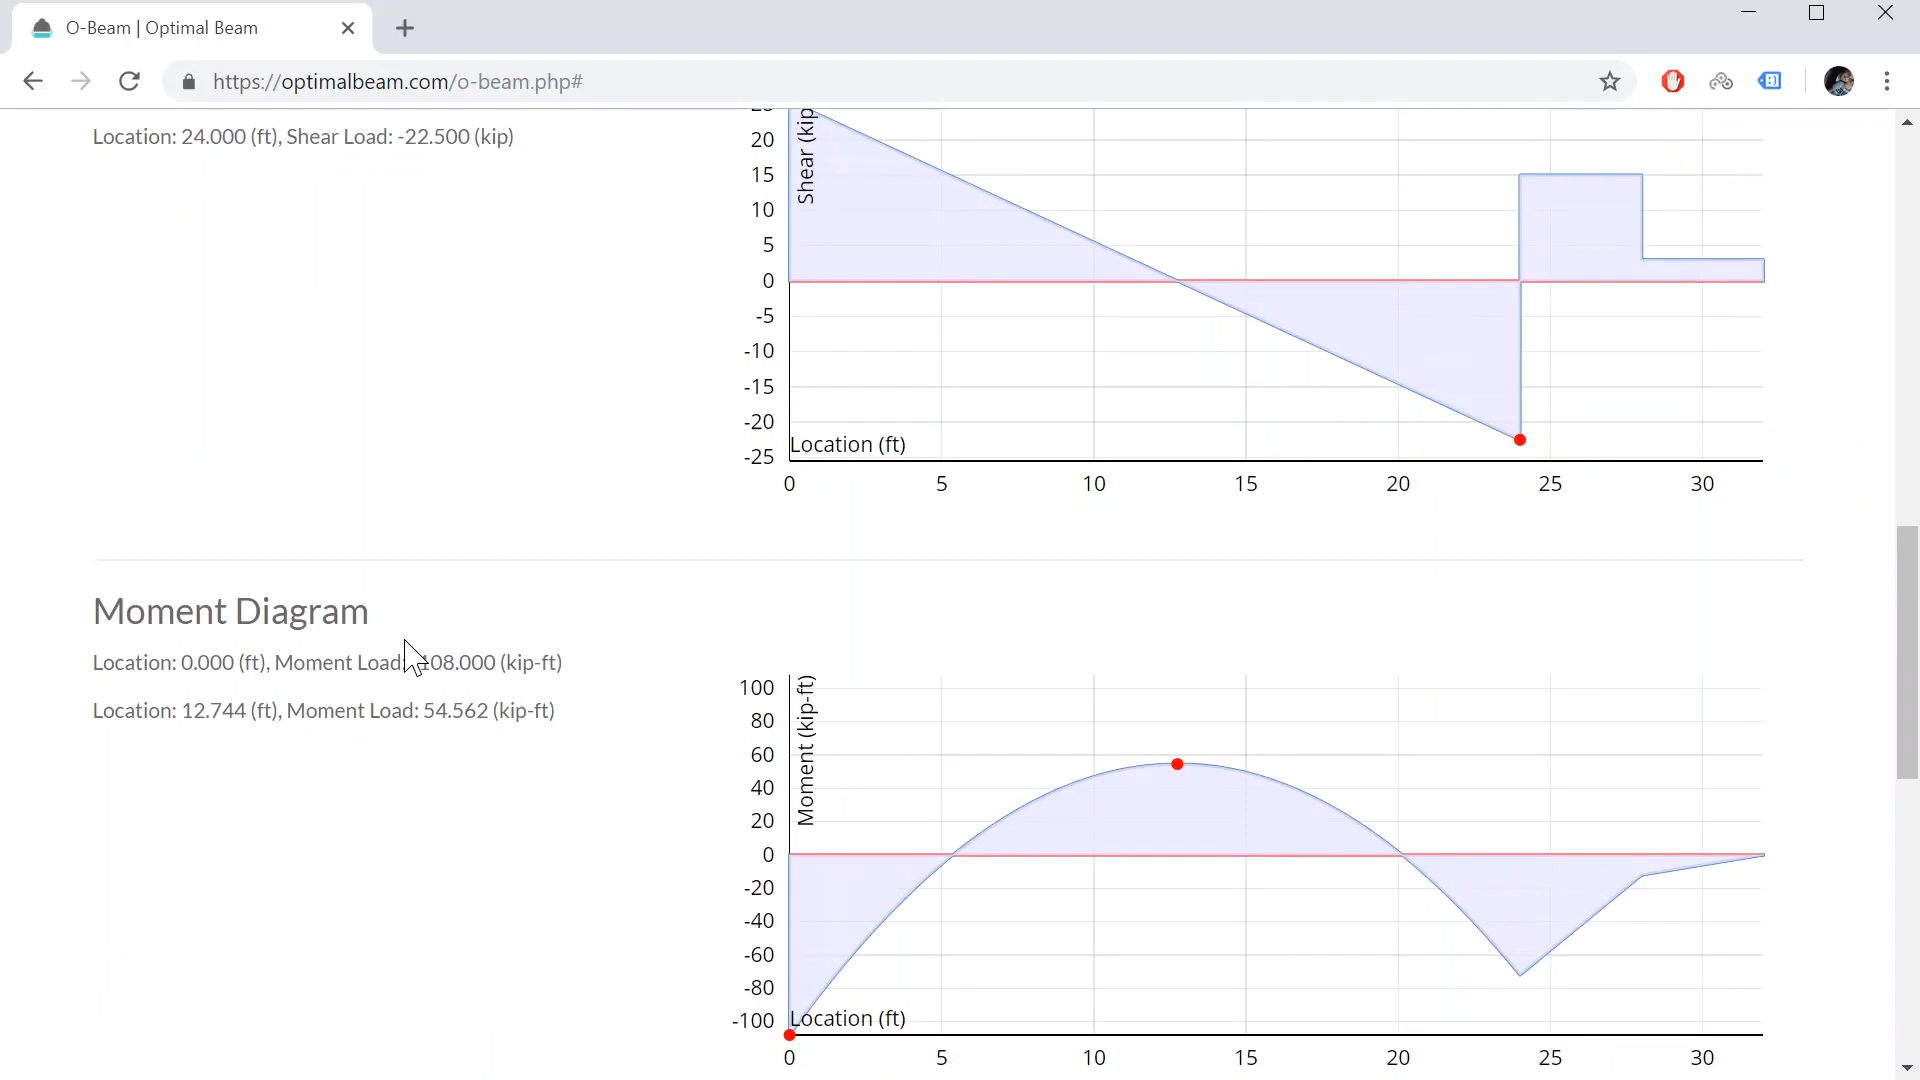 O-Beam | Optimal Beam
https://optimalbeam.com/o-beam.php#
Location: 24.000 (ft), Shear Load: -22.500 (kip)
Shear (kip
20
15
10
5
0
-5
-10
-15
-20
-25
Location (ft)
0 5 10 15 20 25 30
Moment Diagram
Location: 0.000 (ft), Moment Load: 108.000 (kip-ft)
Location: 12.744 (ft), Moment Load: 54.562 (kip-ft)
Moment (kip-ft)
100
80
60
40
20
0
-20
-40
-60
-80
-100
Location (ft)
0 5 10 15 20 25 30